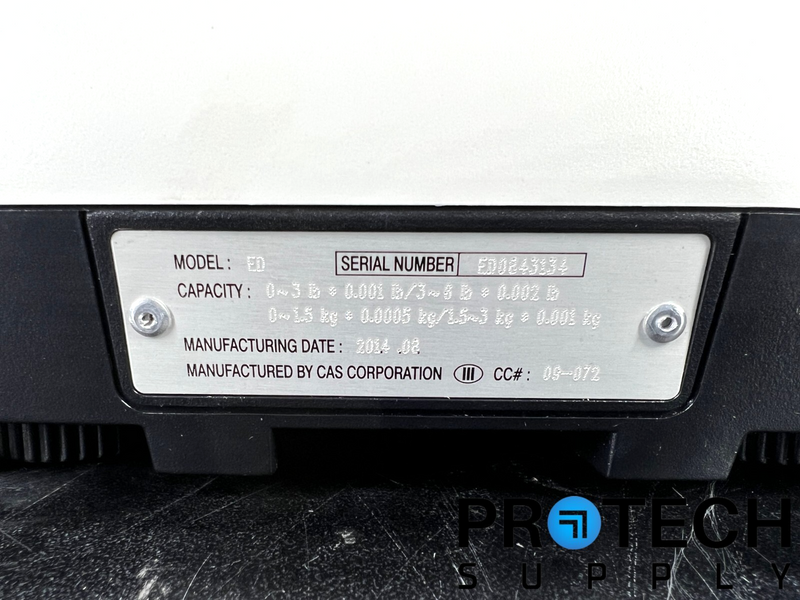 MODEL : ED SERIAL NUMBER ED0843134
CAPACITY : 0~3 lb * 0.001 lb/3~6 lb * 0.002 lb
0~1.5 kg * 0.0005 kg/1.5~3 kg * 0.001 kg
MANUFACTURING DATE : 2014 .08
MANUFACTURED BY CAS CORPORATION III CC# : 09-072
PROTECH
SUPPLY